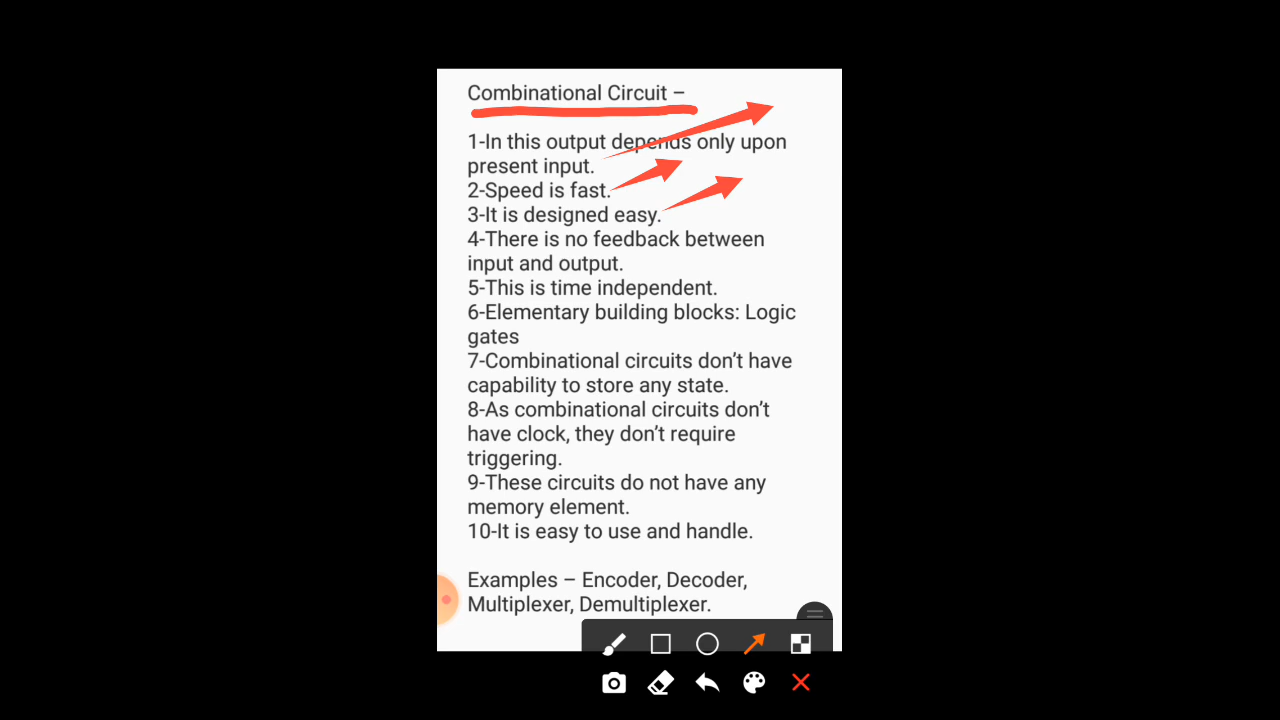 Combinational Circuit –
1-In this output depends only upon
present input.
2-Speed is fast.
3-It is designed easy.
4-There is no feedback between
input and output.
5-This is time independent.
6-Elementary building blocks: Logic
gates
7-Combinational circuits don’t have
capability to store any state.
8-As combinational circuits don’t
have clock, they don’t require
triggering.
9-These circuits do not have any
memory element.
10-It is easy to use and handle.
Examples – Encoder, Decoder,
Multiplexer, Demultiplexer.